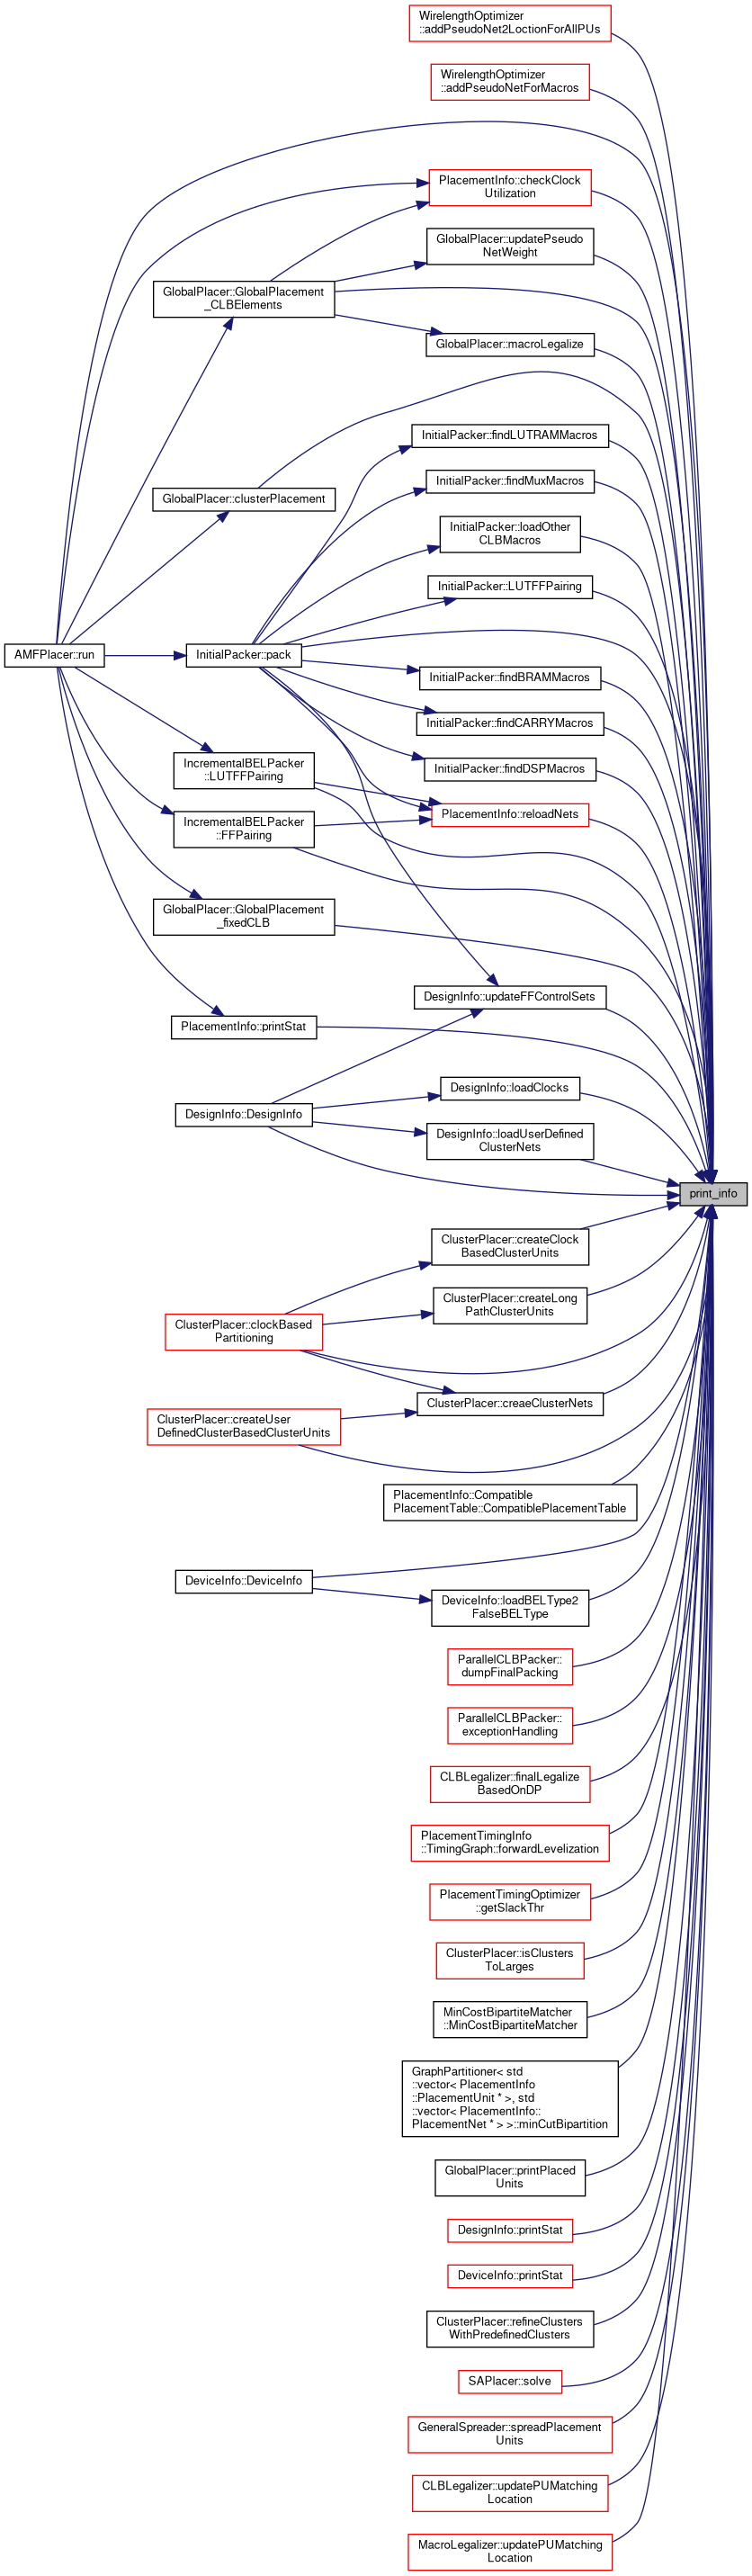 WirelengthOptimizer
::addPseudoNet2LoctionForAllPUs
WirelengthOptimizer
::addPseudoNetForMacros
PlacementInfo::checkClock
Utilization
GlobalPlacer::updatePseudo
NetWeight
GlobalPlacer::GlobalPlacement
_CLBElements
GlobalPlacer::macroLegalize
InitialPacker::findLUTRAMMacros
InitialPacker::findMuxMacros
GlobalPlacer::clusterPlacement
InitialPacker::loadOther
CLBMacros
InitialPacker::LUTFFPairing
AMFPlacer::run
InitialPacker::pack
InitialPacker::findBRAMMacros
InitialPacker::findCARRYMacros
InitialPacker::findDSPMacros
IncrementalBELPacker
::LUTFFPairing
PlacementInfo::reloadNets
IncrementalBELPacker
::FFPairing
GlobalPlacer::GlobalPlacement
_fixedCLB
DesignInfo::updateFFControlSets
PlacementInfo::printStat
DesignInfo::loadClocks
DesignInfo::DesignInfo
DesignInfo::loadUserDefined
ClusterNets
print_info
ClusterPlacer::createClock
BasedClusterUnits
ClusterPlacer::createLong
PathClusterUnits
ClusterPlacer::clockBased
Partitioning
ClusterPlacer::creaeClusterNets
ClusterPlacer::createUser
DefinedClusterBasedClusterUnits
PlacementInfo::Compatible
PlacementTable::CompatiblePlacementTable
DeviceInfo::DeviceInfo
DeviceInfo::loadBELType2
FalseBELType
ParallelCLBPacker::
dumpFinalPacking
ParallelCLBPacker::
exceptionHandling
CLBLegalizer::finalLegalize
BasedOnDP
PlacementTimingInfo
::TimingGraph::forwardLevelization
PlacementTimingOptimizer
::getSlackThr
ClusterPlacer::isClusters
ToLarges
MinCostBipartiteMatcher
::MinCostBipartiteMatcher
GraphPartitioner< std
::vector< PlacementInfo
::PlacementUnit * >, std
::vector< PlacementInfo::
PlacementNet * > >::minCutBipartition
GlobalPlacer::printPlaced
Units
DesignInfo::printStat
DeviceInfo::printStat
ClusterPlacer::refineClusters
WithPredefinedClusters
SAPlacer::solve
GeneralSpreader::spreadPlacement
Units
CLBLegalizer::updatePUMatching
Location
MacroLegalizer::updatePUMatching
Location